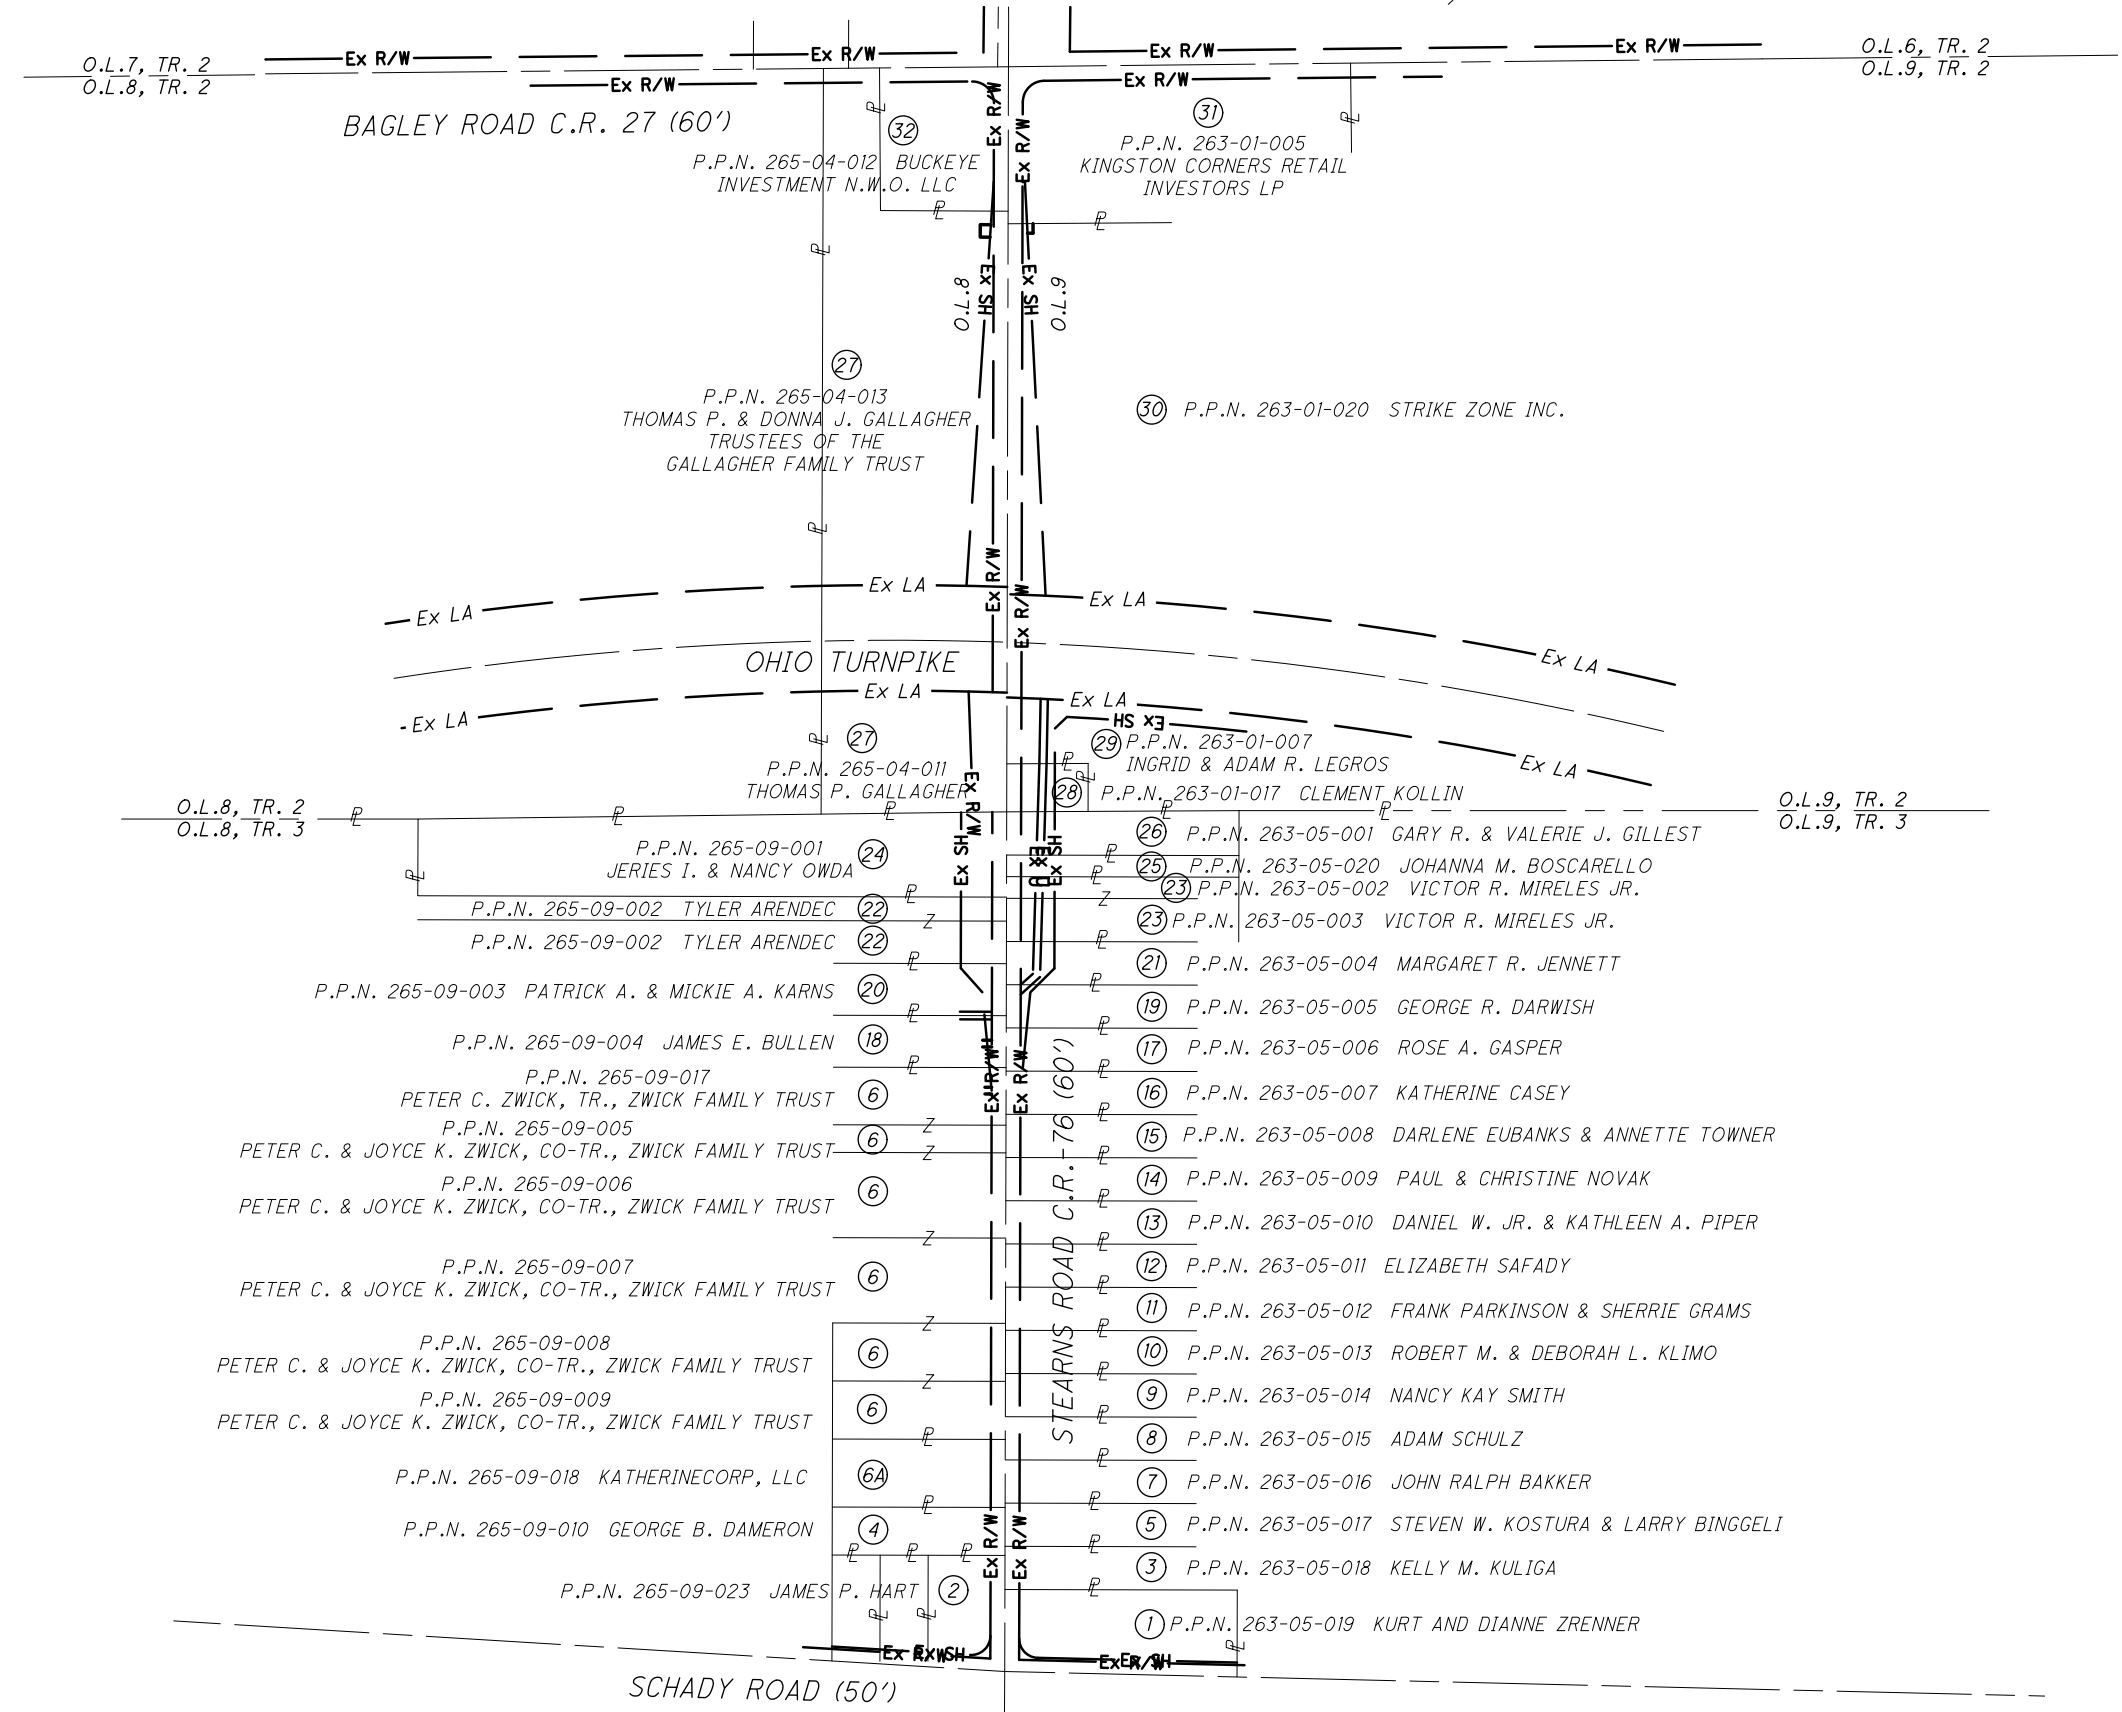 O.L.7, TR. 2
O.L.8, TR. 2
Ex R/W
Ex R/W
Ex R/W
Ex R/W
O.L.6, TR. 2
O.L.9, TR. 2
Ex R/W
Ex R/W
BAGLEY ROAD C.R. 27 (60')
Ex R/W
Ex R/W
32
P.P.N. 265-04-012 BUCKEYE
INVESTMENT N.W.O. LLC
31
P.P.N. 263-01-005
KINGSTON CORNERS RETAIL
INVESTORS LP
Ex SH
Ex SH
O.L.8
O.L.9
27
P.P.N. 265-04-013
THOMAS P. & DONNA J. GALLAGHER
TRUSTEES OF THE
GALLAGHER FAMILY TRUST
30 P.P.N. 263-01-020 STRIKE ZONE INC.
Ex R/W
Ex R/W
Ex LA
Ex LA
Ex LA
Ex LA
OHIO TURNPIKE
Ex LA
Ex LA
Ex LA
Ex LA
Ex SH
27
P.P.N. 265-04-011
THOMAS P. GALLAGHER
29 P.P.N. 263-01-007
INGRID & ADAM R. LEGROS
28 P.P.N. 263-01-017 CLEMENT KOLLIN
Ex R/W
O.L.8, TR. 2
O.L.8, TR. 3
O.L.9, TR. 2
O.L.9, TR. 3
Ex SH
Ex SH
P.P.N. 265-09-001
JERIES I. & NANCY OWDA
24
26 P.P.N. 263-05-001 GARY R. & VALERIE J. GILLEST
25 P.P.N. 263-05-020 JOHANNA M. BOSCARELLO
23 P.P.N. 263-05-002 VICTOR R. MIRELES JR.
P.P.N. 265-09-002 TYLER ARENDEC 22
Z
Z
23 P.P.N. 263-05-003 VICTOR R. MIRELES JR.
P.P.N. 265-09-002 TYLER ARENDEC 22
21 P.P.N. 263-05-004 MARGARET R. JENNETT
P.P.N. 265-09-003 PATRICK A. & MICKIE A. KARNS 20
19 P.P.N. 263-05-005 GEORGE R. DARWISH
P.P.N. 265-09-004 JAMES E. BULLEN 18
17 P.P.N. 263-05-006 ROSE A. GASPER
Ex R/W
Ex R/W
P.P.N. 265-09-017
PETER C. ZWICK, TR., ZWICK FAMILY TRUST
6
16 P.P.N. 263-05-007 KATHERINE CASEY
Z
P.P.N. 265-09-005
PETER C. & JOYCE K. ZWICK, CO-TR., ZWICK FAMILY TRUST
6
Z
15 P.P.N. 263-05-008 DARLENE EUBANKS & ANNETTE TOWNER
P.P.N. 265-09-006
PETER C. & JOYCE K. ZWICK, CO-TR., ZWICK FAMILY TRUST
6
14 P.P.N. 263-05-009 PAUL & CHRISTINE NOVAK
13 P.P.N. 263-05-010 DANIEL W. JR. & KATHLEEN A. PIPER
Z
P.P.N. 265-09-007
PETER C. & JOYCE K. ZWICK, CO-TR., ZWICK FAMILY TRUST
6
12 P.P.N. 263-05-011 ELIZABETH SAFADY
11 P.P.N. 263-05-012 FRANK PARKINSON & SHERRIE GRAMS
Z
STEARNS ROAD C.R.-76 (60')
P.P.N. 265-09-008
PETER C. & JOYCE K. ZWICK, CO-TR., ZWICK FAMILY TRUST
6
10 P.P.N. 263-05-013 ROBERT M. & DEBORAH L. KLIMO
Z
P.P.N. 265-09-009
PETER C. & JOYCE K. ZWICK, CO-TR., ZWICK FAMILY TRUST
6
9 P.P.N. 263-05-014 NANCY KAY SMITH
8 P.P.N. 263-05-015 ADAM SCHULZ
P.P.N. 265-09-018 KATHERINECORP, LLC 6A
7 P.P.N. 263-05-016 JOHN RALPH BAKKER
P.P.N. 265-09-010 GEORGE B. DAMERON 4
5 P.P.N. 263-05-017 STEVEN W. KOSTURA & LARRY BINGGELI
Ex R/W
Ex R/W
3 P.P.N. 263-05-018 KELLY M. KULIGA
P.P.N. 265-09-023 JAMES P. HART 2
1 P.P.N. 263-05-019 KURT AND DIANNE ZRENNER
SCHADY ROAD (50')